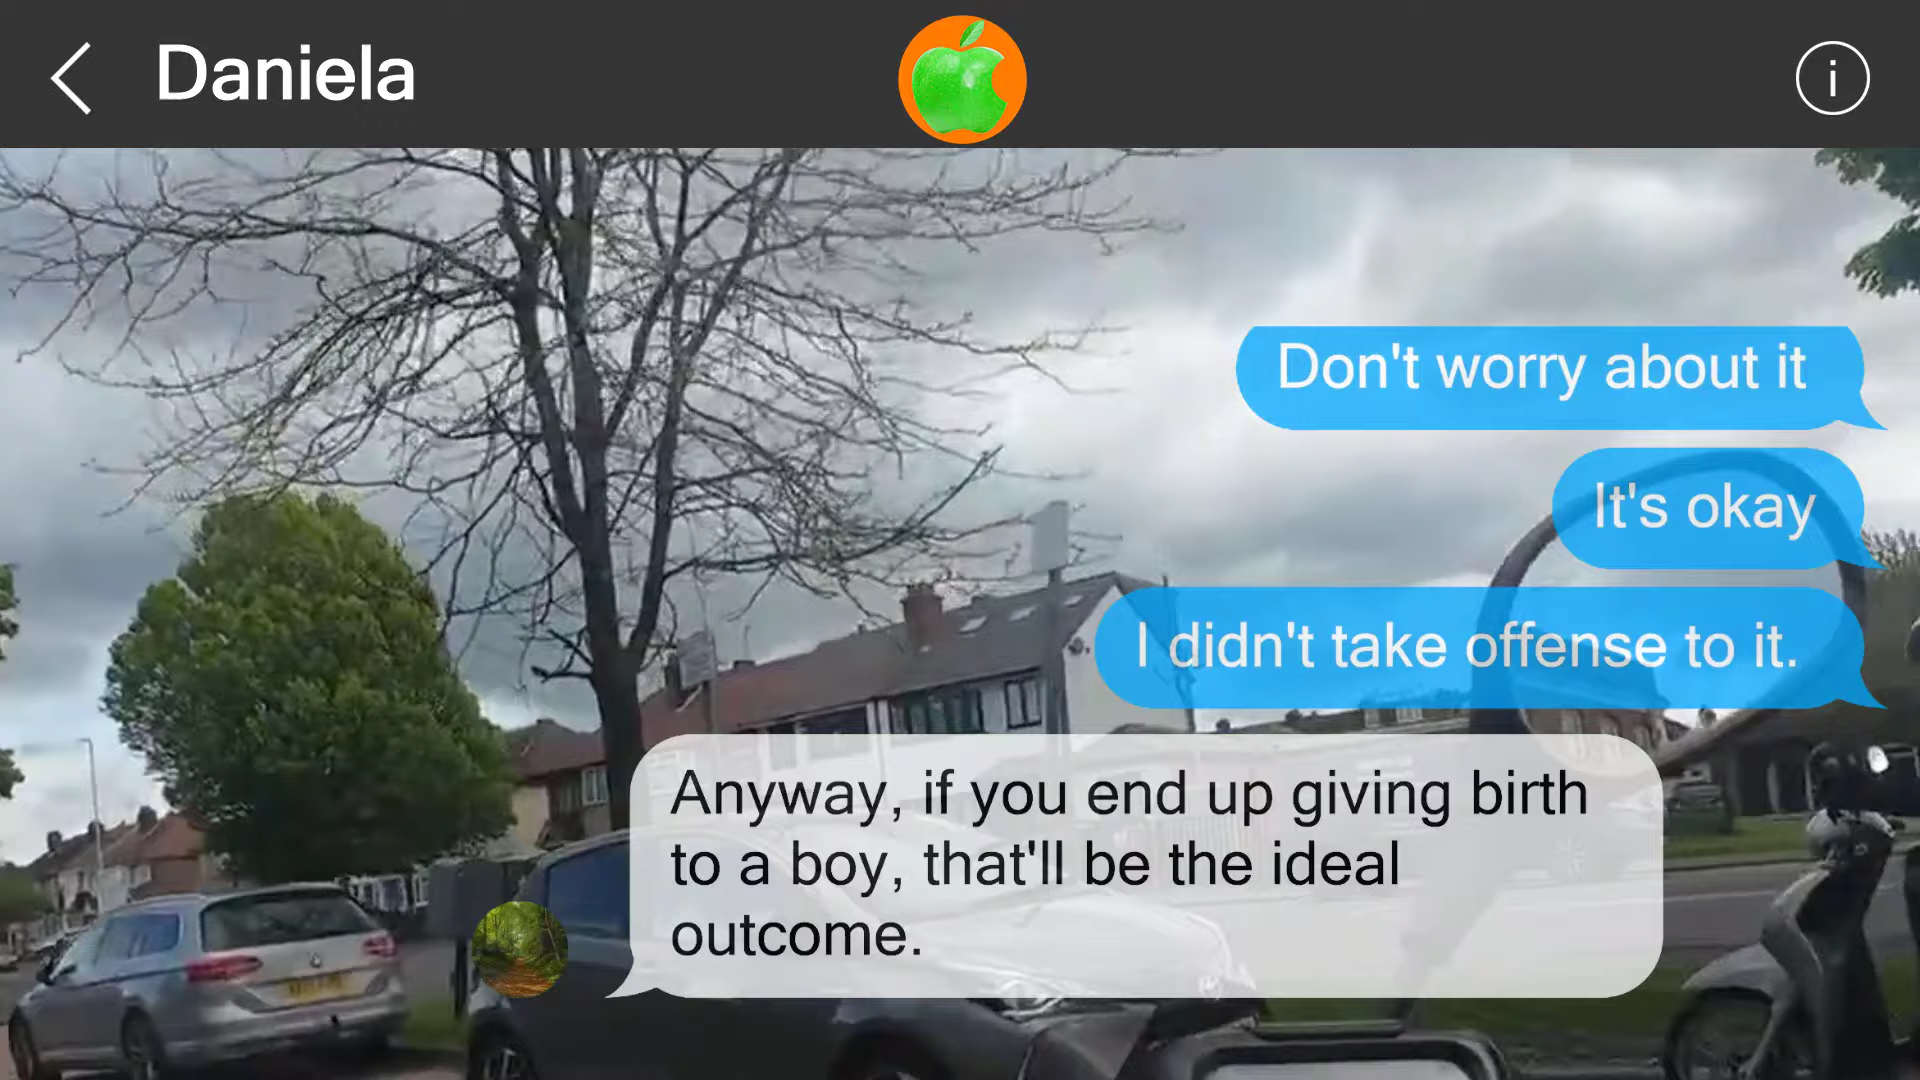 Daniela
Don't worry about it
It's okay
I didn't take offense to it.
Anyway, if you end up giving birth
to a boy, that'll be the ideal
outcome.